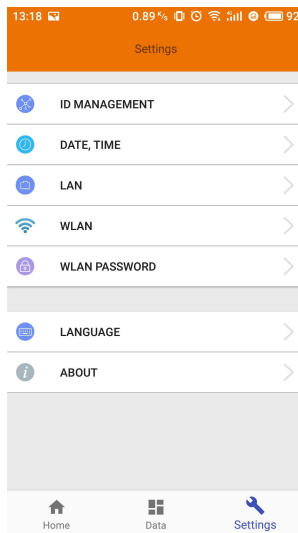 13:18 0.89 K/s 4G 92
Settings
ID MANAGEMENT
DATE, TIME
LAN
WLAN
WLAN PASSWORD
LANGUAGE
ABOUT
Home Data Settings